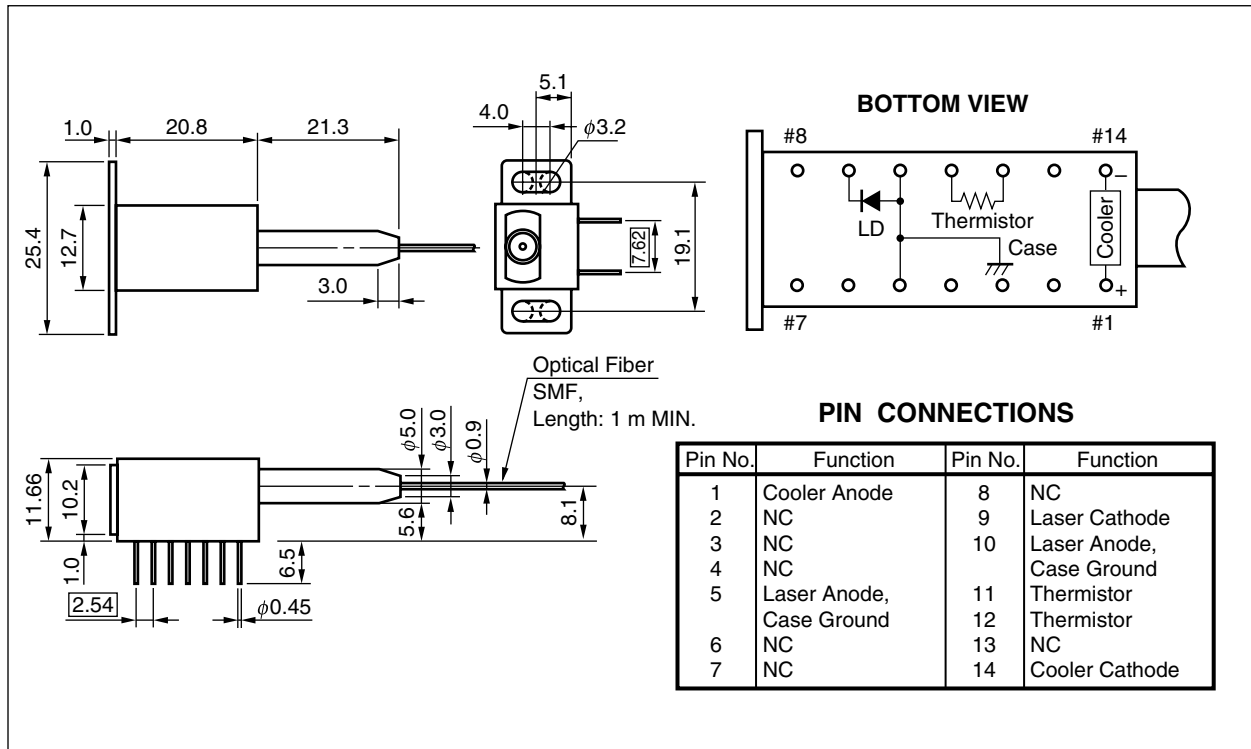 5.1
4.0
φ3.2
1.0
20.8
21.3
25.4
12.7
3.0
7.62
19.1
BOTTOM VIEW
#8
#14
LD
Thermistor
Case
Cooler
–
+
#7
#1
Optical Fiber
SMF,
Length: 1 m MIN.
φ5.0
φ3.0
φ0.9
11.66
10.2
5.6
8.1
1.0
6.5
2.54
φ0.45
PIN CONNECTIONS
Pin No. Function Pin No. Function
1 Cooler Anode 8 NC
2 NC 9 Laser Cathode
3 NC 10 Laser Anode,
4 NC Case Ground
5 Laser Anode, 11 Thermistor
Case Ground 12 Thermistor
6 NC 13 NC
7 NC 14 Cooler Cathode